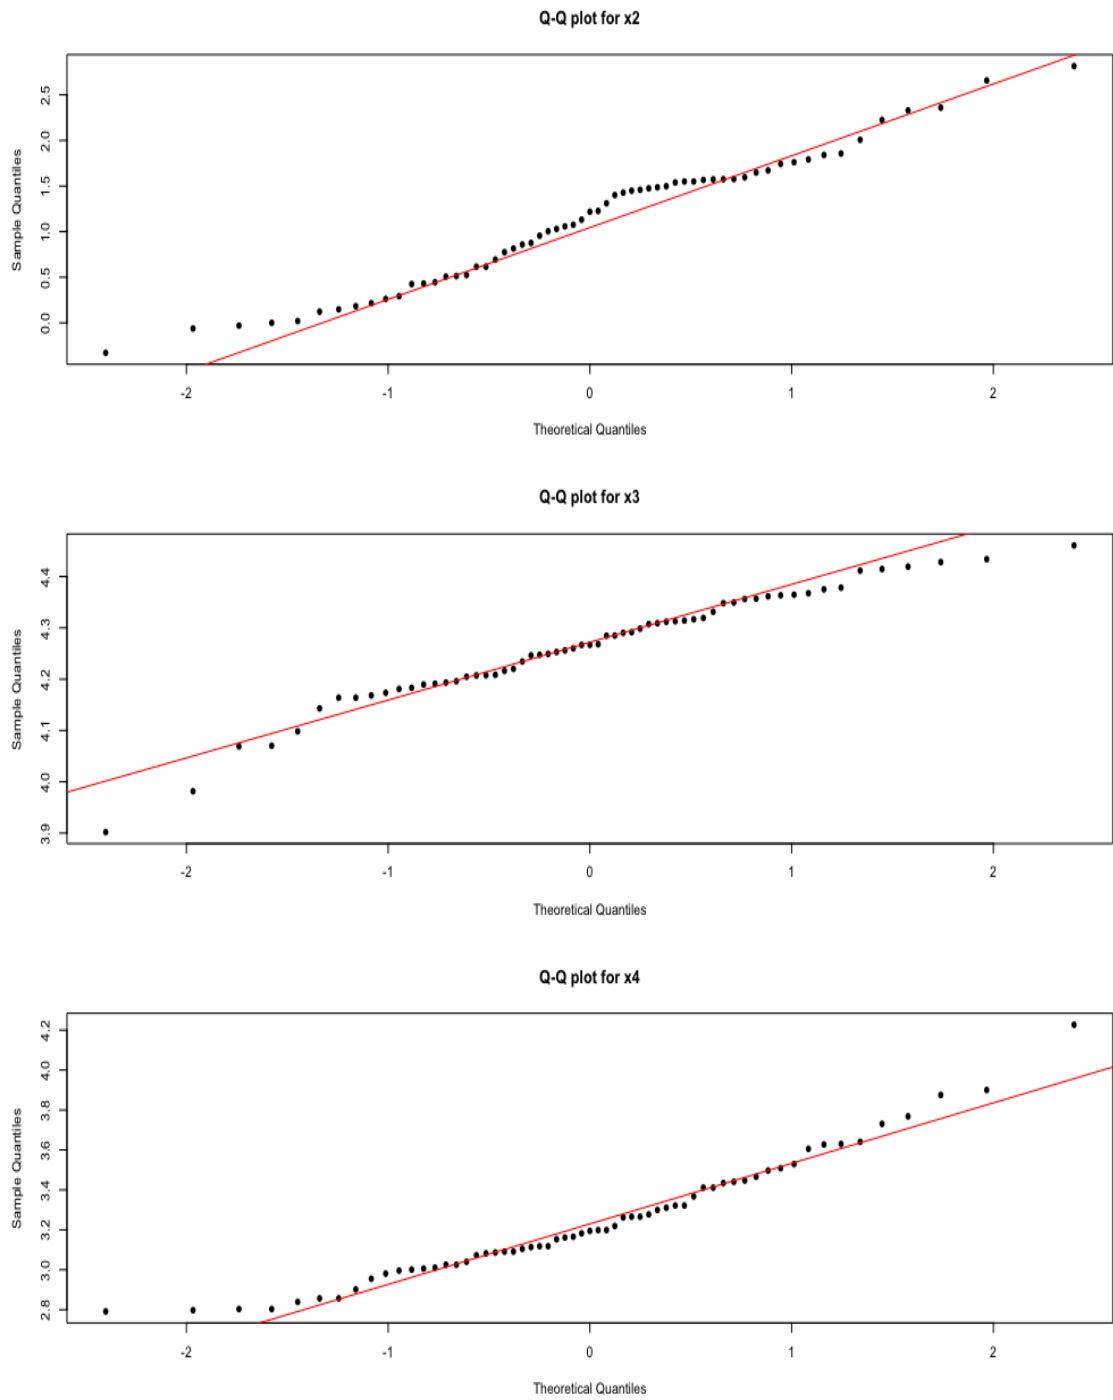 Q-Q plot for x2
Sample Quantiles
2.5
2.0
1.5
1.0
0.5
0.0
-2 -1 0 1 2
Theoretical Quantiles
Q-Q plot for x3
Sample Quantiles
4.4
4.3
4.2
4.1
4.0
3.9
-2 -1 0 1 2
Theoretical Quantiles
Q-Q plot for x4
Sample Quantiles
4.2
4.0
3.8
3.6
3.4
3.2
3.0
2.8
-2 -1 0 1 2
Theoretical Quantiles